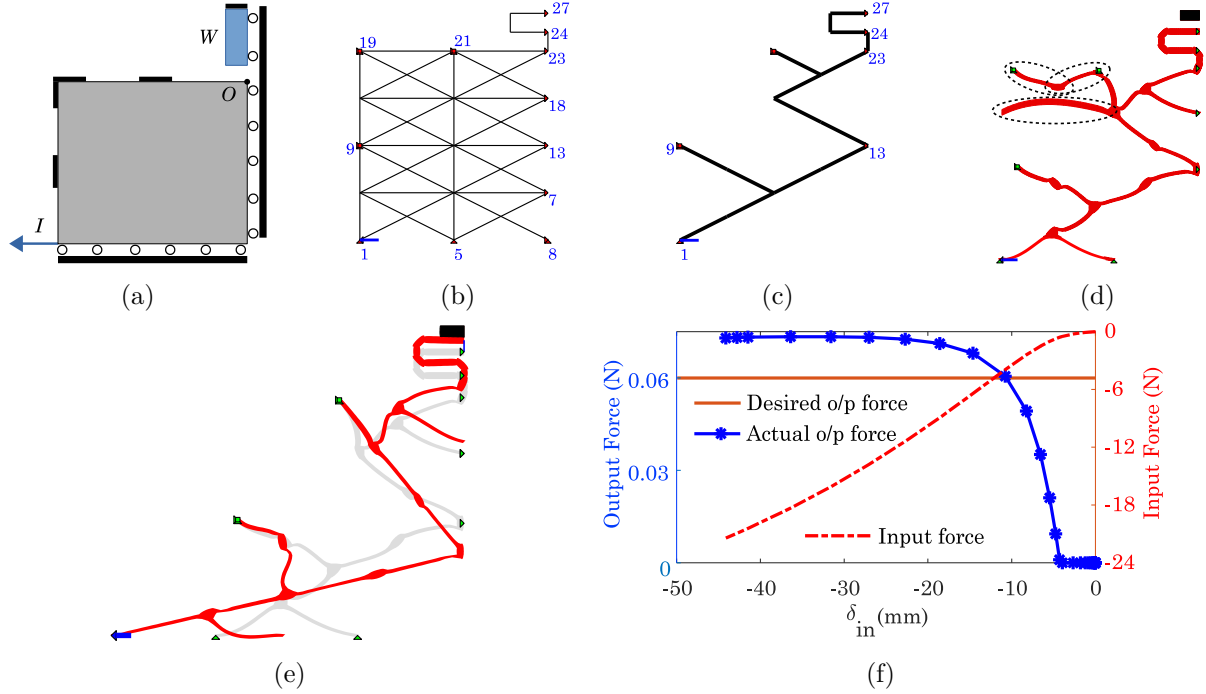 W
O
I
(a)
27
24
19
21
23
18
9
13
7
1
5
8
(b)
27
24
23
9
13
1
(c)
(d)
(e)
Output Force (N)
0.06
0.03
0
0
-6
-12
-18
-24
Input Force (N)
Desired o/p force
Actual o/p force
Input force
-50
-40
-30
-20
-10
0
δin(mm)
(f)